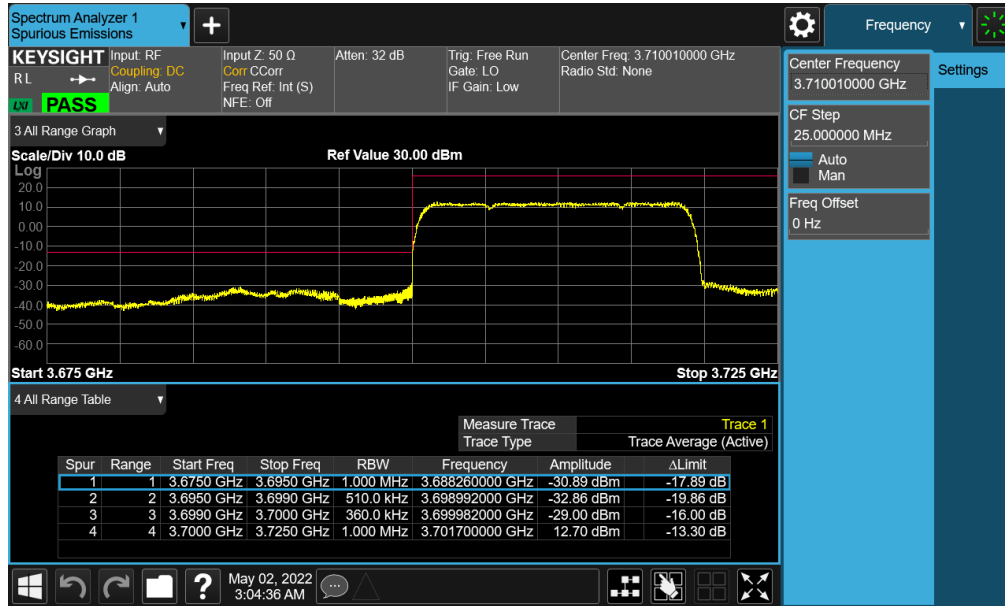 Spectrum Analyzer 1
Spurious Emissions
Frequency
KEYSIGHT Input: RF Input Z: 50 Ω Atten: 32 dB Trig: Free Run Center Freq: 3.710010000 GHz
R L Coupling: DC Corr CCorr Gate: LO Radio Std: None
Align: Auto Freq Ref: Int (S) IF Gain: Low
LXI PASS NFE: Off
3 All Range Graph
Scale/Div 10.0 dB Ref Value 30.00 dBm
Log
20.0
10.0
0.00
-10.0
-20.0
-30.0
-40.0
-50.0
-60.0
Start 3.675 GHz Stop 3.725 GHz
4 All Range Table
Measure Trace Trace 1
Trace Type Trace Average (Active)
Spur Range Start Freq Stop Freq RBW Frequency Amplitude ΔLimit
1 1 3.6750 GHz 3.6950 GHz 1.000 MHz 3.688260000 GHz -30.89 dBm -17.89 dB
2 2 3.6950 GHz 3.6990 GHz 510.0 kHz 3.698992000 GHz -32.86 dBm -19.86 dB
3 3 3.6990 GHz 3.7000 GHz 360.0 kHz 3.699982000 GHz -29.00 dBm -16.00 dB
4 4 3.7000 GHz 3.7250 GHz 1.000 MHz 3.701700000 GHz 12.70 dBm -13.30 dB
May 02, 2022
3:04:36 AM
Center Frequency
3.710010000 GHz
Settings
CF Step
25.000000 MHz
Auto
Man
Freq Offset
0 Hz